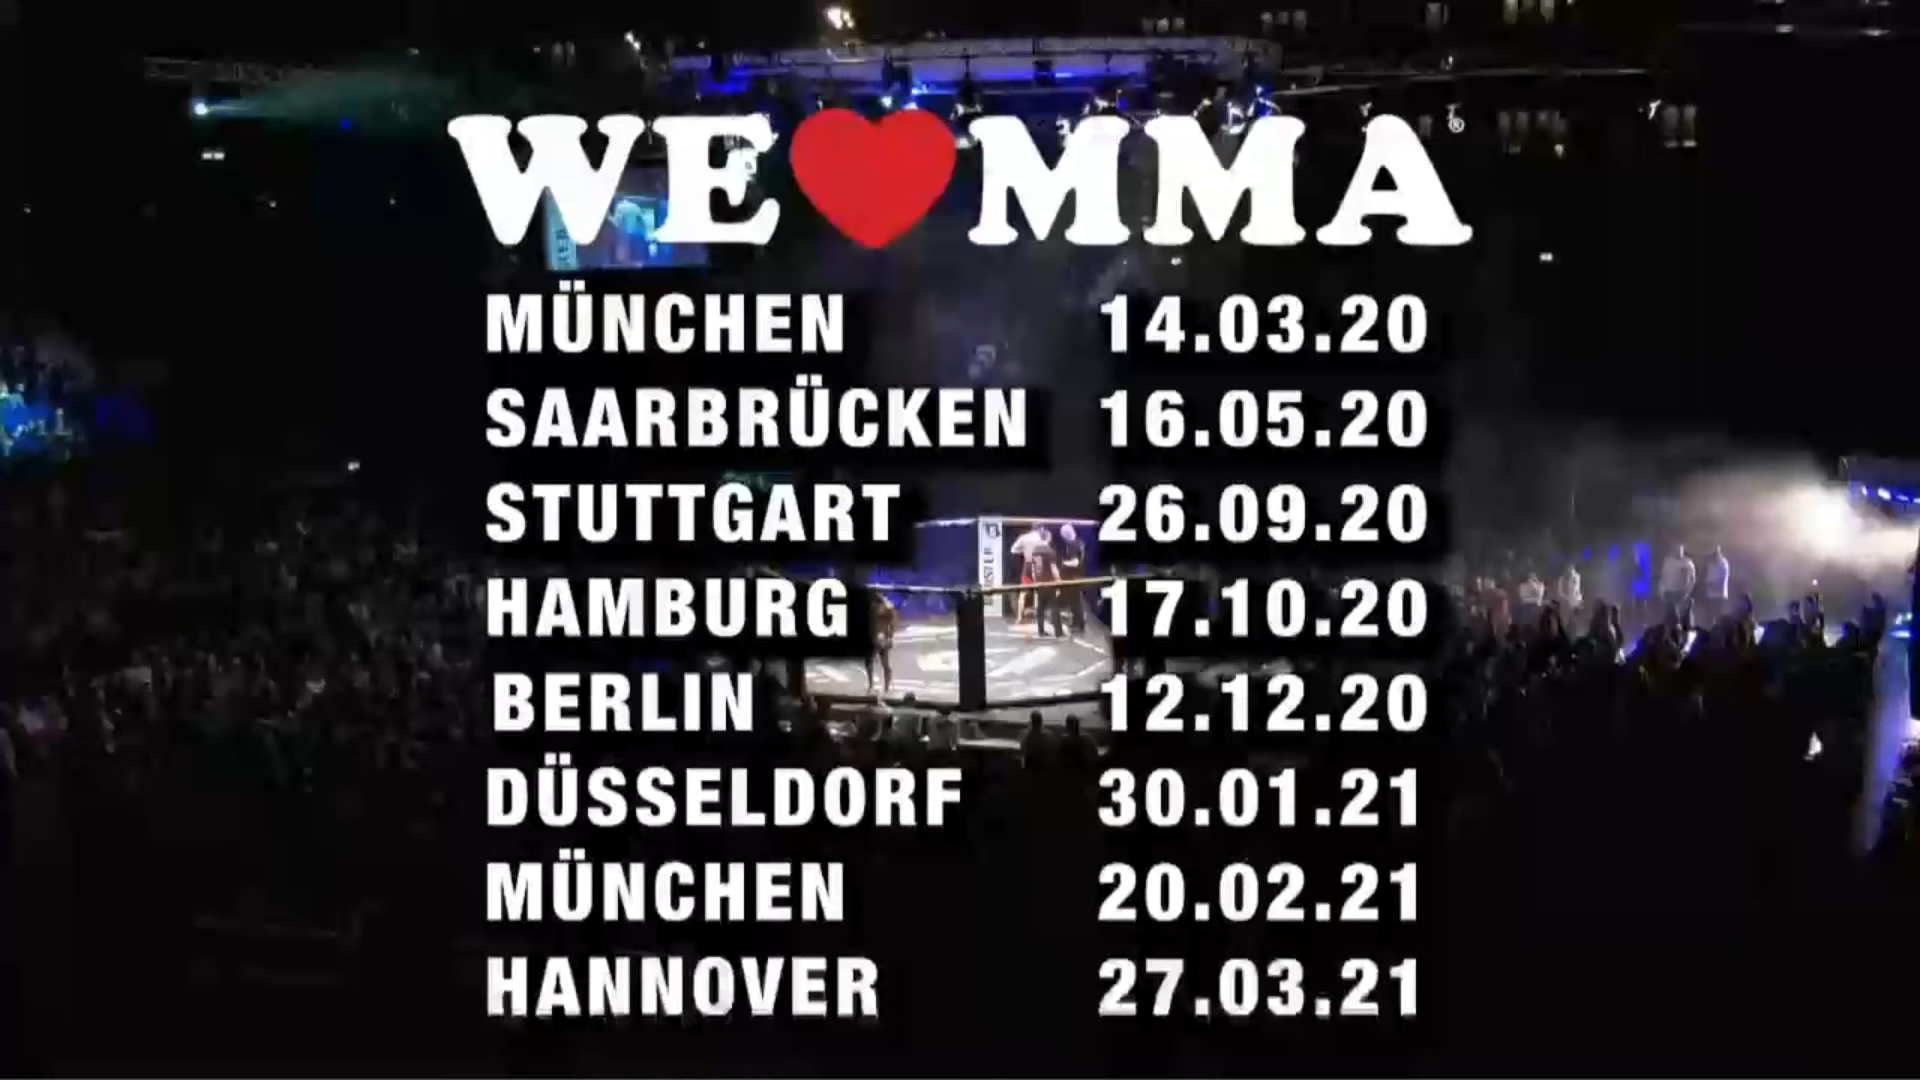 WE❤MMA®
MÜNCHEN 14.03.20
SAARBRÜCKEN 16.05.20
STUTTGART 26.09.20
HAMBURG 17.10.20
BERLIN 12.12.20
DÜSSELDORF 30.01.21
MÜNCHEN 20.02.21
HANNOVER 27.03.21